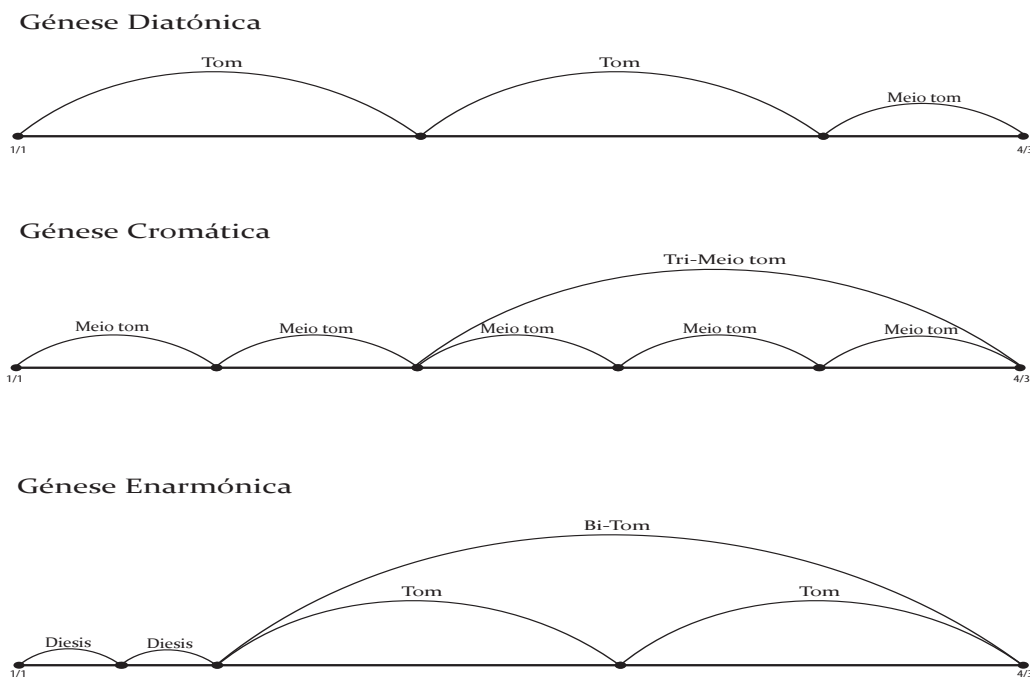 Génese Diatónica
Tom Tom
Meio tom
1/1 4/3
Génese Cromática
Tri-Meio tom
Meio tom Meio tom Meio tom Meio tom Meio tom
1/1 4/3
Génese Enarmónica
Bi-Tom
Tom Tom
Diesis Diesis
1/1 4/3